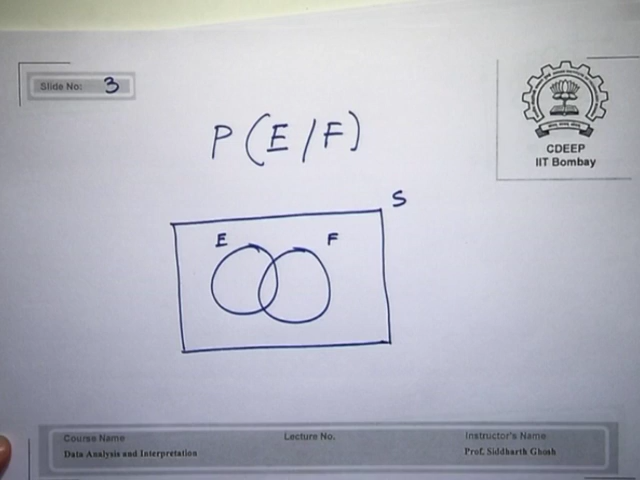 Slide No: 3
CDEEP
IIT Bombay
P(E/F)
S
E F
Course Name Lecture No. Instructor's Name
Data Analysis and Interpretation Prof. Siddharth Ghosh